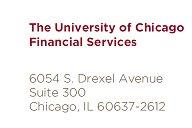 The University of Chicago
Financial Services
6054 S. Drexel Avenue
Suite 300
Chicago, IL 60637-2612